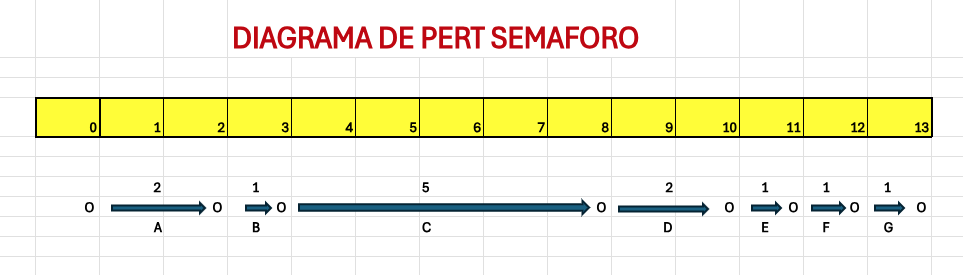 DIAGRAMA DE PERT SEMAFORO
0 1 2 3 4 5 6 7 8 9 10 11 12 13
2 1 5 2 1 1 1
O O O O O O O O
A B C D E F G